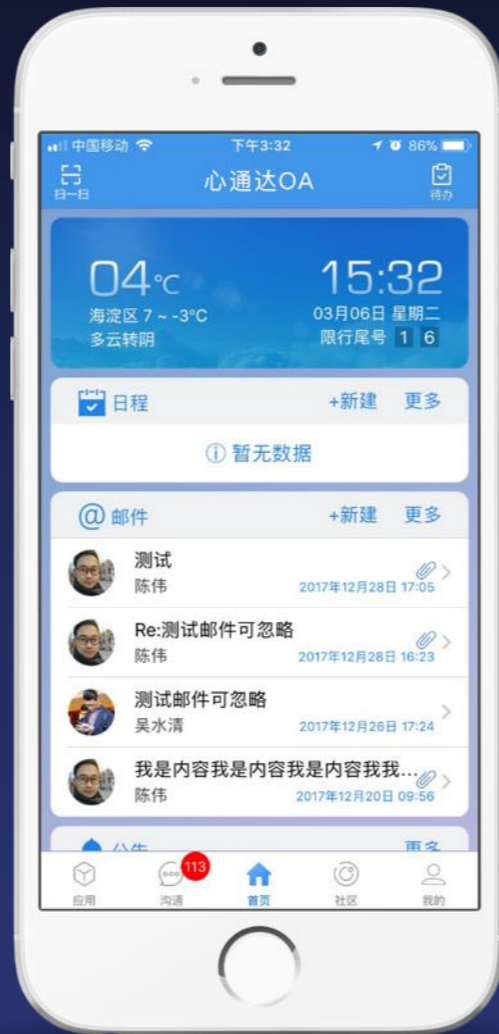 中国移动 下午3:32 86%
扫一扫 心通达OA 待办
04℃ 15:32
海淀区 7 ~ -3°C 03月06日 星期二
多云转阴 限行尾号 1 6
日程 +新建 更多
暂无数据
@ 邮件 +新建 更多
测试
陈伟 2017年12月28日 17:05
Re:测试邮件可忽略
陈伟 2017年12月28日 16:23
测试邮件可忽略
吴水清 2017年12月26日 17:24
我是内容我是内容我是内容我我...
陈伟 2017年12月20日 09:56
公告 更多
113
应用 沟通 首页 社区 我的